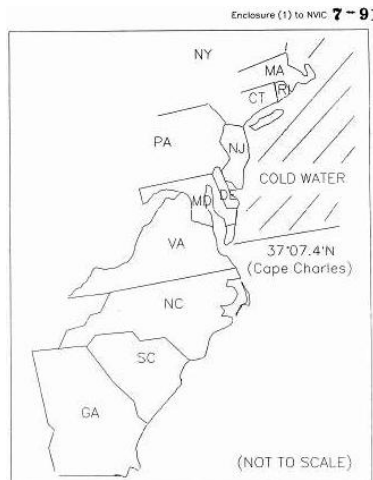 Enclosure (1) to NVIC 7-91
NY
MA
CT RI
PA
NJ
COLD WATER
MD DE
VA
37°07.4'N
(Cape Charles)
NC
SC
GA
(NOT TO SCALE)